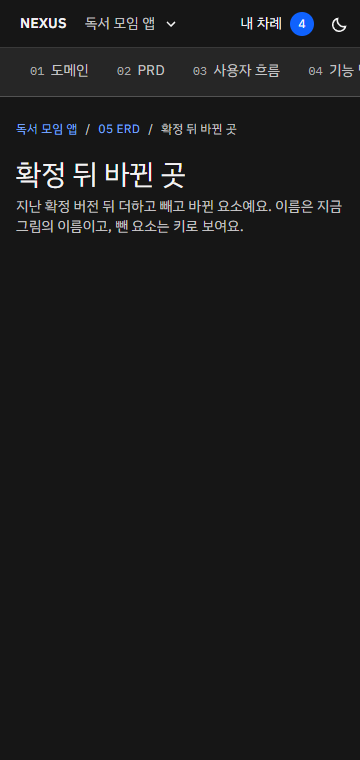 NEXUS 독서 모임 앱 내 차례 4
01 도메인 02 PRD 03 사용자 흐름 04 기능
독서 모임 앱 / 05 ERD / 확정 뒤 바뀐 곳
확정 뒤 바뀐 곳
지난 확정 버전 뒤 더하고 빼고 바뀐 요소예요. 이름은 지금
그림의 이름이고, 뺀 요소는 키로 보여요.